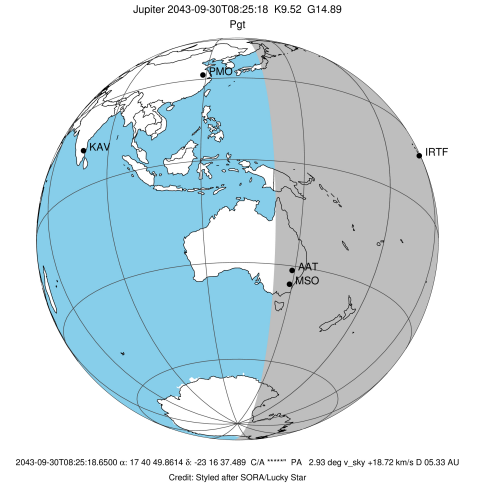 Jupiter 2043-09-30T08:25:18 K9.52 G14.89
Pgt
PMO
KAV
IRTF
AAT
MSO
2043-09-30T08:25:18.6500 α: 17 40 49.8614 δ: -23 16 37.489 C/A *****" PA 2.93 deg v_sky +18.72 km/s D 05.33 AU
Credit: Styled after SORA/Lucky Star